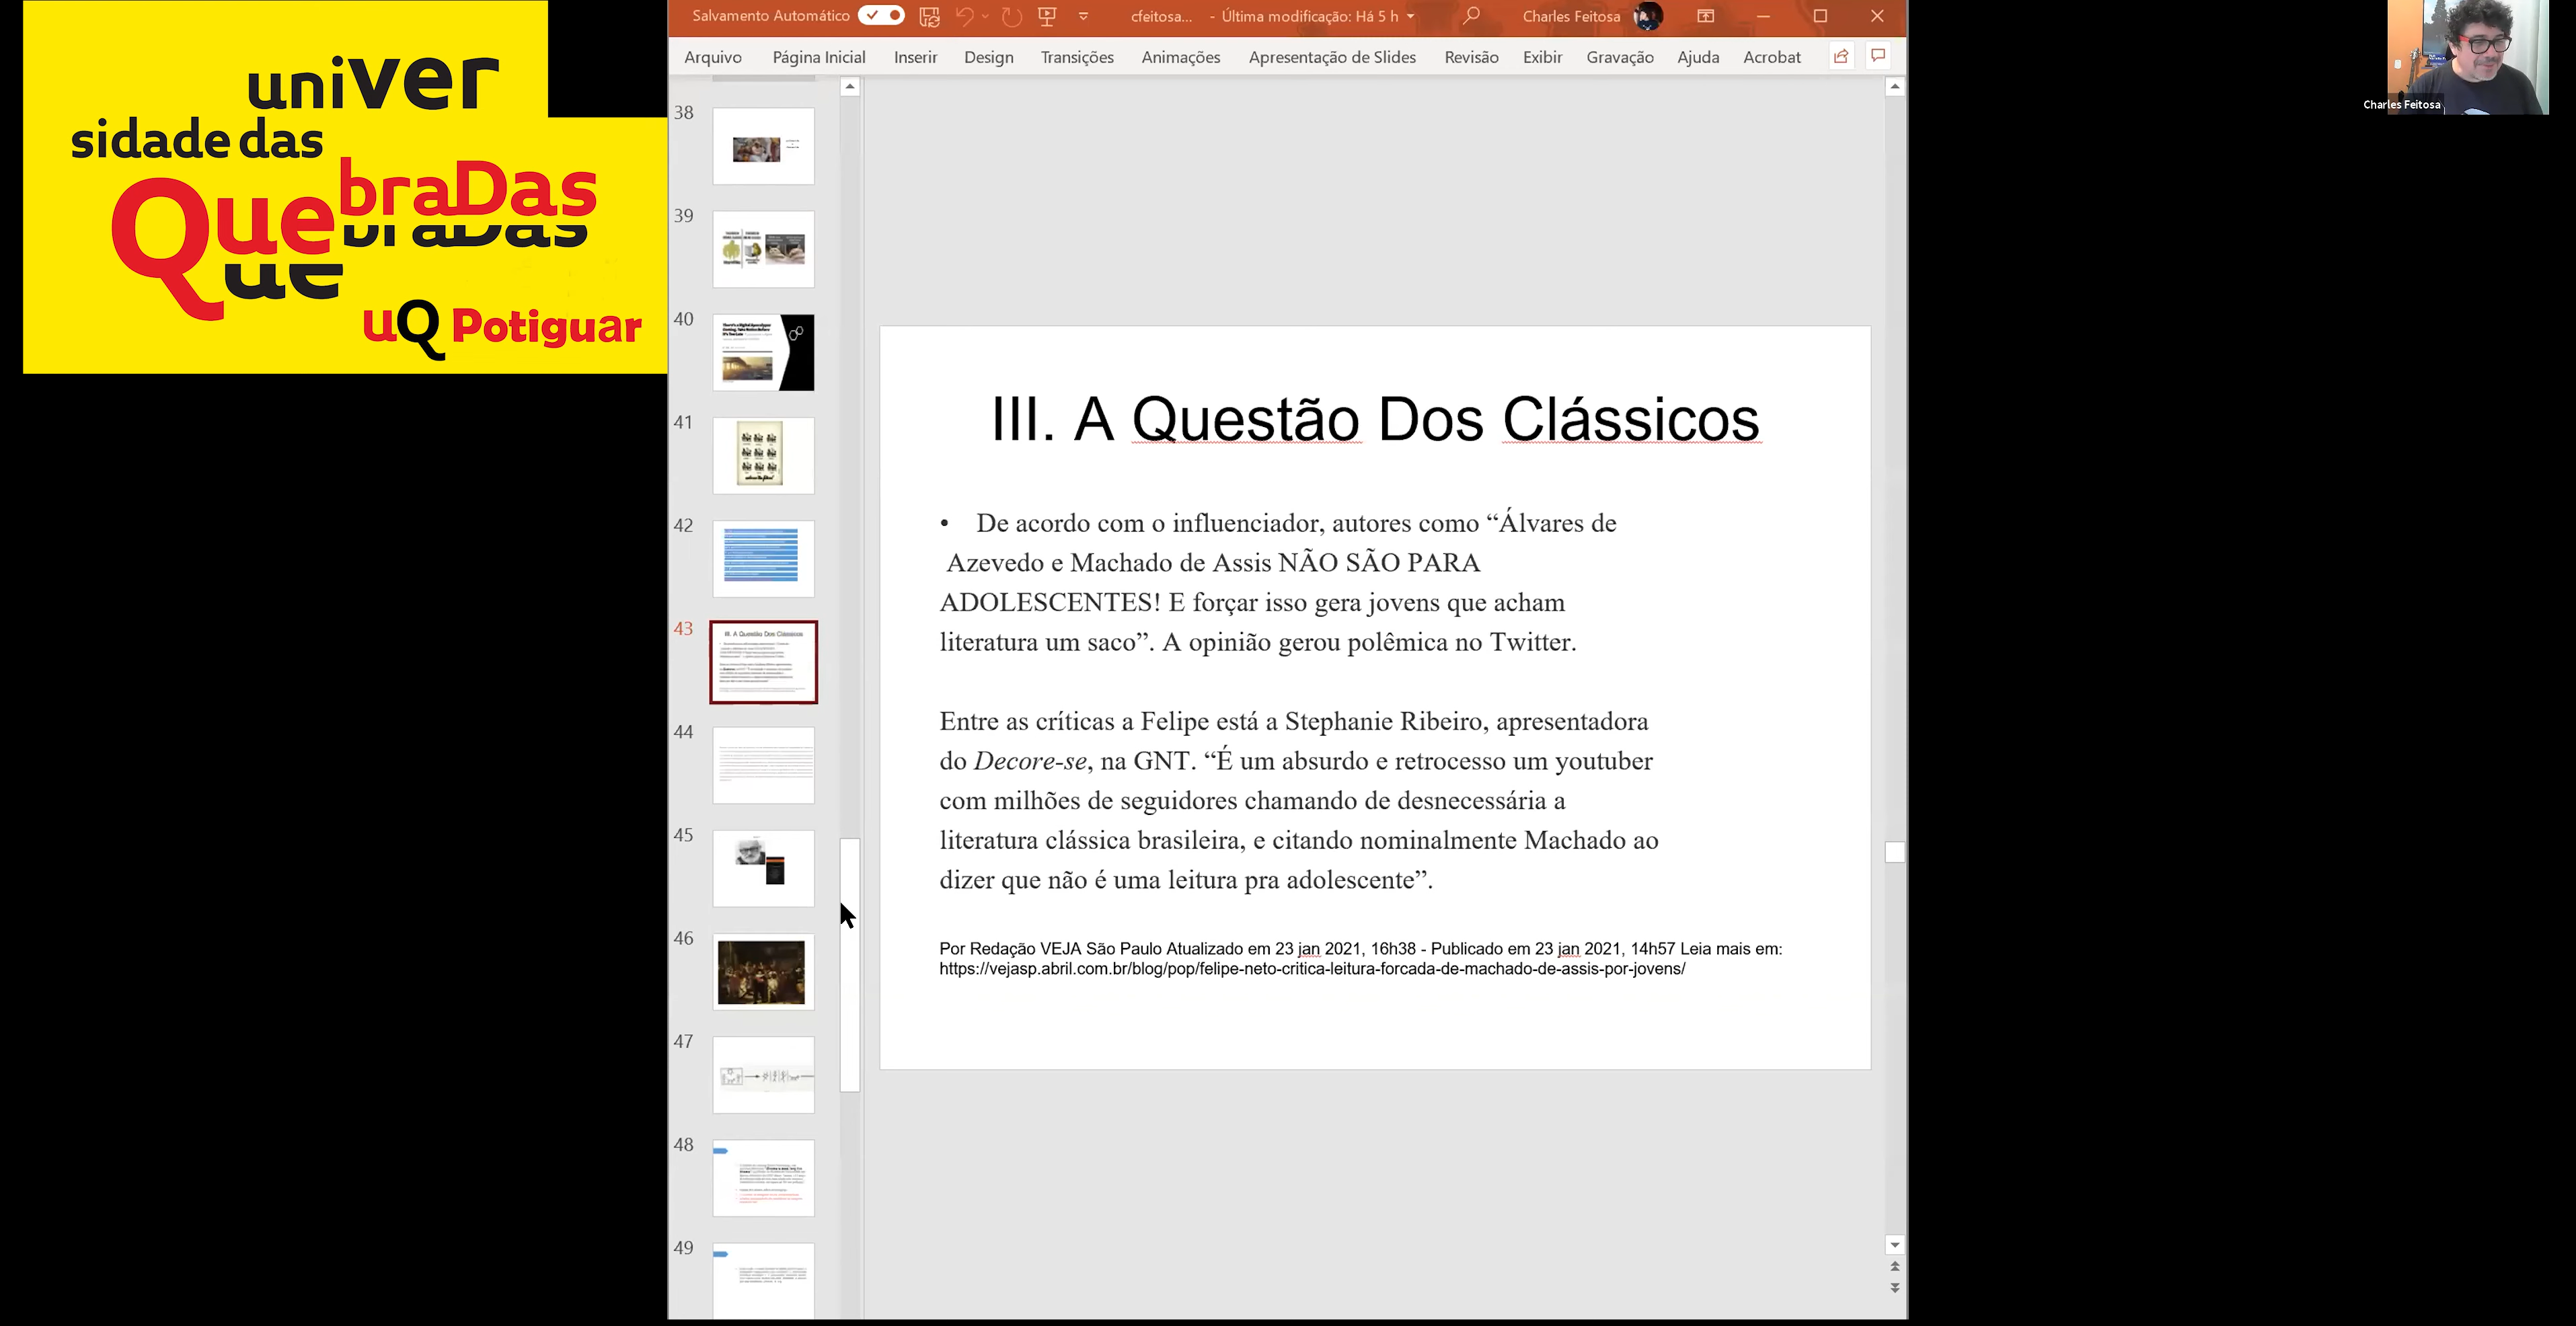 uniVer
sidade das
QuebraDas
uQ Potiguar
Salvamento Automático
cfeitosa... - Última modificação: Há 5 h
Charles Feitosa
Arquivo Página Inicial Inserir Design Transições Animações Apresentação de Slides Revisão Exibir Gravação Ajuda Acrobat
38
39
40
41
42
43
44
45
46
47
48
49
III. A Questão Dos Clássicos
• De acordo com o influenciador, autores como “Álvares de
Azevedo e Machado de Assis NÃO SÃO PARA
ADOLESCENTES! E forçar isso gera jovens que acham
literatura um saco”. A opinião gerou polêmica no Twitter.
Entre as críticas a Felipe está a Stephanie Ribeiro, apresentadora
do Decore-se, na GNT. “É um absurdo e retrocesso um youtuber
com milhões de seguidores chamando de desnecessária a
literatura clássica brasileira, e citando nominalmente Machado ao
dizer que não é uma leitura pra adolescente”.
Por Redação VEJA São Paulo Atualizado em 23 jan 2021, 16h38 - Publicado em 23 jan 2021, 14h57 Leia mais em:
https://vejasp.abril.com.br/blog/pop/felipe-neto-critica-leitura-forcada-de-machado-de-assis-por-jovens/
Charles Feitosa